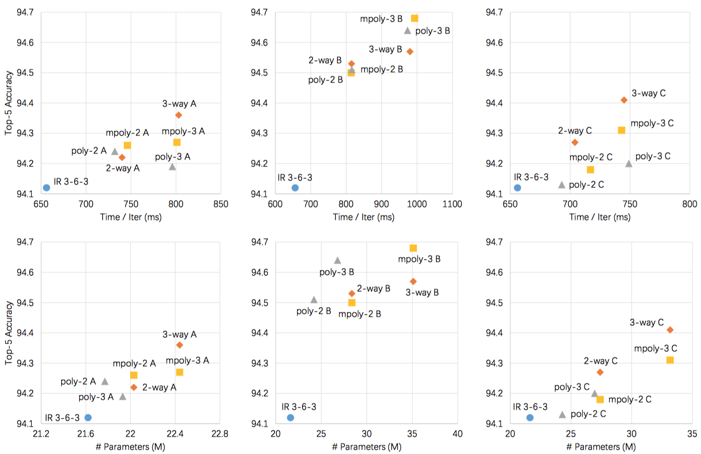 94.7
94.6
94.5
94.4
94.3
94.2
94.1
Top-5 Accuracy
650
700
750
800
850
Time / Iter (ms)
IR 3-6-3
poly-2 A
mpoly-2 A
2-way A
3-way A
mpoly-3 A
poly-3 A
94.7
94.6
94.5
94.4
94.3
94.2
94.1
600
700
800
900
1000
1100
Time / Iter (ms)
IR 3-6-3
2-way B
poly-2 B
mpoly-2 B
mpoly-3 B
poly-3 B
3-way B
94.7
94.6
94.5
94.4
94.3
94.2
94.1
650
700
750
800
Time / Iter (ms)
IR 3-6-3
2-way C
mpoly-2 C
poly-2 C
3-way C
mpoly-3 C
poly-3 C
94.7
94.6
94.5
94.4
94.3
94.2
94.1
Top-5 Accuracy
21.2
21.6
22
22.4
22.8
# Parameters (M)
IR 3-6-3
poly-2 A
poly-3 A
mpoly-2 A
2-way A
3-way A
mpoly-3 A
94.7
94.6
94.5
94.4
94.3
94.2
94.1
20
25
30
35
40
# Parameters (M)
IR 3-6-3
poly-3 B
poly-2 B
2-way B
mpoly-2 B
mpoly-3 B
3-way B
94.7
94.6
94.5
94.4
94.3
94.2
94.1
20
25
30
35
# Parameters (M)
IR 3-6-3
2-way C
poly-3 C
mpoly-2 C
poly-2 C
3-way C
mpoly-3 C